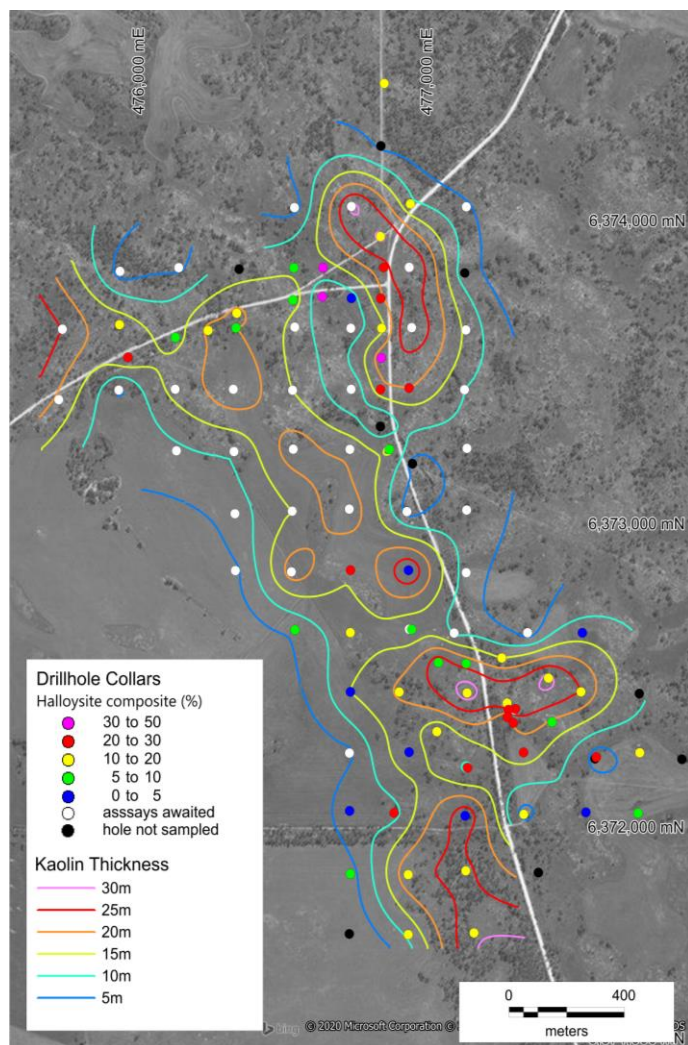 476,000 mE
477,000 mE
6,374,000 mN
6,373,000 mN
6,372,000 mN
Drillhole Collars
Halloysite composite (%)
30 to 50
20 to 30
10 to 20
5 to 10
0 to 5
asssays awaited
hole not sampled
Kaolin Thickness
30m
25m
20m
15m
10m
5m
0 400
meters
© 2020 Microsoft Corporation ©